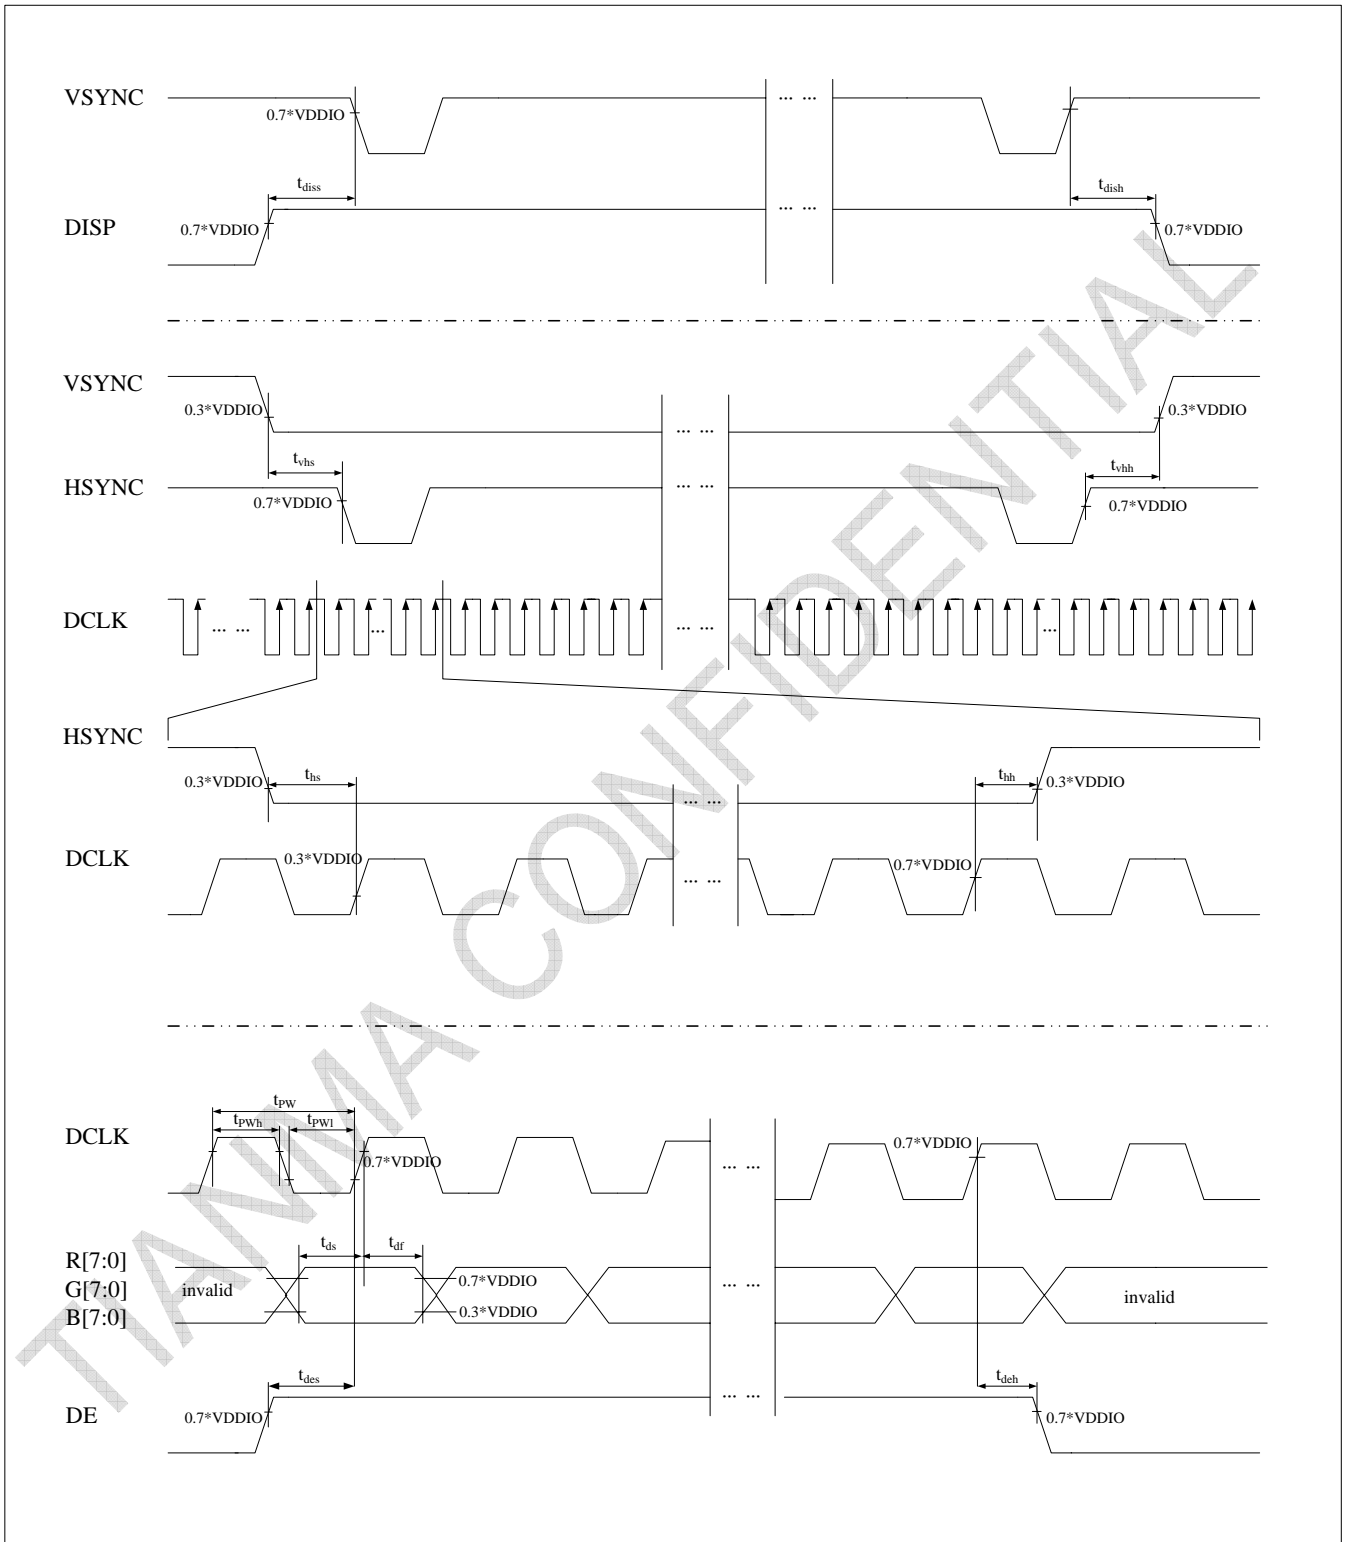 VSYNC
0.7*VDDIO
... ...
t_diss
t_dish
DISP
0.7*VDDIO
... ...
0.7*VDDIO
VSYNC
0.3*VDDIO
0.3*VDDIO
... ...
t_vhs
t_vhh
HSYNC
0.7*VDDIO
... ...
0.7*VDDIO
DCLK
... ...
...
... ...
...
HSYNC
0.3*VDDIO
t_hs
... ...
t_hh
0.3*VDDIO
DCLK
0.3*VDDIO
... ...
0.7*VDDIO
t_PW
t_PWh
t_PWl
DCLK
0.7*VDDIO
... ...
0.7*VDDIO
t_ds
t_df
R[7:0]
G[7:0]
B[7:0]
invalid
0.7*VDDIO
0.3*VDDIO
... ...
invalid
t_des
t_deh
DE
0.7*VDDIO
... ...
0.7*VDDIO
TIANMA CONFIDENTIAL